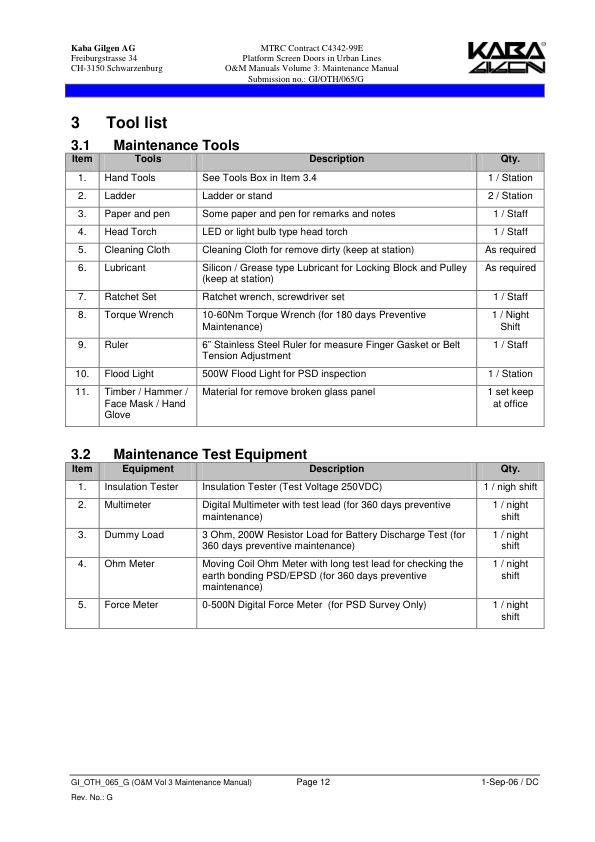 Kaba Gilgen AG
Freiburgstrasse 34
CH-3150 Schwarzenburg
MTRC Contract C4342-99E
Platform Screen Doors in Urban Lines
O&M Manuals Volume 3: Maintenance Manual
Submission no.: GI/OTH/065/G
KABA®
GILGEN
3 Tool list
3.1 Maintenance Tools
Item Tools Description Qty.
1. Hand Tools See Tools Box in Item 3.4 1 / Station
2. Ladder Ladder or stand 2 / Station
3. Paper and pen Some paper and pen for remarks and notes 1 / Staff
4. Head Torch LED or light bulb type head torch 1 / Staff
5. Cleaning Cloth Cleaning Cloth for remove dirty (keep at station) As required
6. Lubricant Silicon / Grease type Lubricant for Locking Block and Pulley As required
(keep at station)
7. Ratchet Set Ratchet wrench, screwdriver set 1 / Staff
8. Torque Wrench 10-60Nm Torque Wrench (for 180 days Preventive 1 / Night
Maintenance) Shift
9. Ruler 6” Stainless Steel Ruler for measure Finger Gasket or Belt 1 / Staff
Tension Adjustment
10. Flood Light 500W Flood Light for PSD inspection 1 / Station
11. Timber / Hammer / Material for remove broken glass panel 1 set keep
Face Mask / Hand at office
Glove
3.2 Maintenance Test Equipment
Item Equipment Description Qty.
1. Insulation Tester Insulation Tester (Test Voltage 250VDC) 1 / nigh shift
2. Multimeter Digital Multimeter with test lead (for 360 days preventive 1 / night
maintenance) shift
3. Dummy Load 3 Ohm, 200W Resistor Load for Battery Discharge Test (for 1 / night
360 days preventive maintenance) shift
4. Ohm Meter Moving Coil Ohm Meter with long test lead for checking the 1 / night
earth bonding PSD/EPSD (for 360 days preventive shift
maintenance)
5. Force Meter 0-500N Digital Force Meter (for PSD Survey Only) 1 / night
shift
GI_OTH_065_G (O&M Vol 3 Maintenance Manual) Page 12 1-Sep-06 / DC
Rev. No.: G